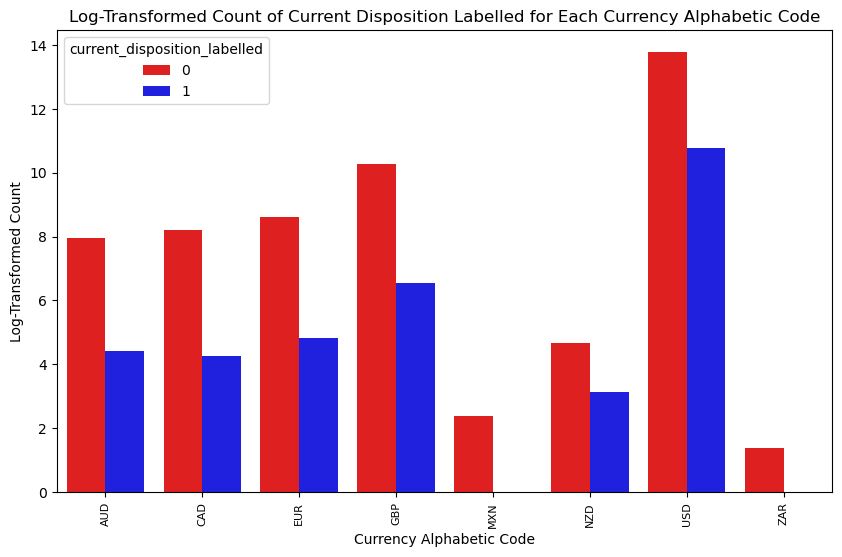 Log-Transformed Count of Current Disposition Labelled for Each Currency Alphabetic Code
current_disposition_labelled
0
1
Log-Transformed Count
14
12
10
8
6
4
2
0
AUD
CAD
EUR
GBP
MXN
NZD
USD
ZAR
Currency Alphabetic Code